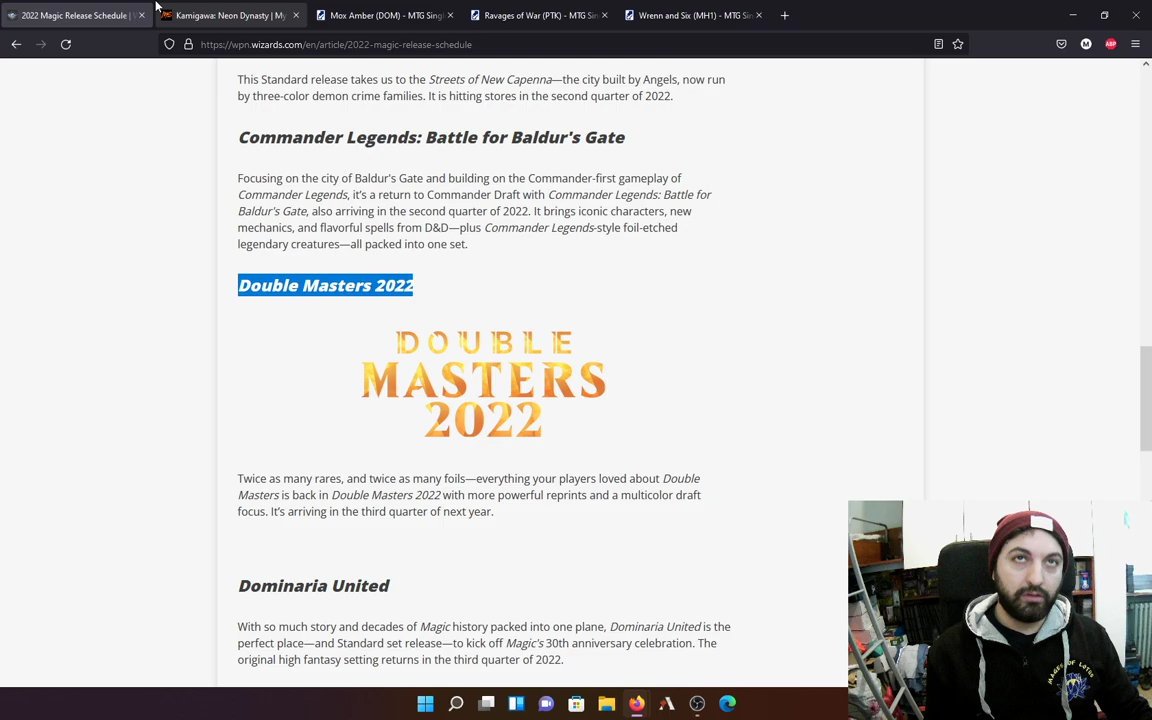 2022 Magic Release Schedule |
Kamigawa: Neon Dynasty | My
Mox Amber (DOM) - MTG Singl
Ravages of War (PTK) - MTG Sin
Wrenn and Six (MH1) - MTG Sin
https://wpn.wizards.com/en/article/2022-magic-release-schedule
M
ABP
This Standard release takes us to the Streets of New Capenna—the city built by Angels, now run
by three-color demon crime families. It is hitting stores in the second quarter of 2022.
Commander Legends: Battle for Baldur's Gate
Focusing on the city of Baldur's Gate and building on the Commander-first gameplay of
Commander Legends, it's a return to Commander Draft with Commander Legends: Battle for
Baldur's Gate, also arriving in the second quarter of 2022. It brings iconic characters, new
mechanics, and flavorful spells from D&D—plus Commander Legends-style foil-etched
legendary creatures—all packed into one set.
Double Masters 2022
DOUBLE
MASTERS
2022
Twice as many rares, and twice as many foils—everything your players loved about Double
Masters is back in Double Masters 2022 with more powerful reprints and a multicolor draft
focus. It's arriving in the third quarter of next year.
Dominaria United
With so much story and decades of Magic history packed into one plane, Dominaria United is the
perfect place—and Standard set release—to kick off Magic's 30th anniversary celebration. The
original high fantasy setting returns in the third quarter of 2022.
MAGES OF LOTUS